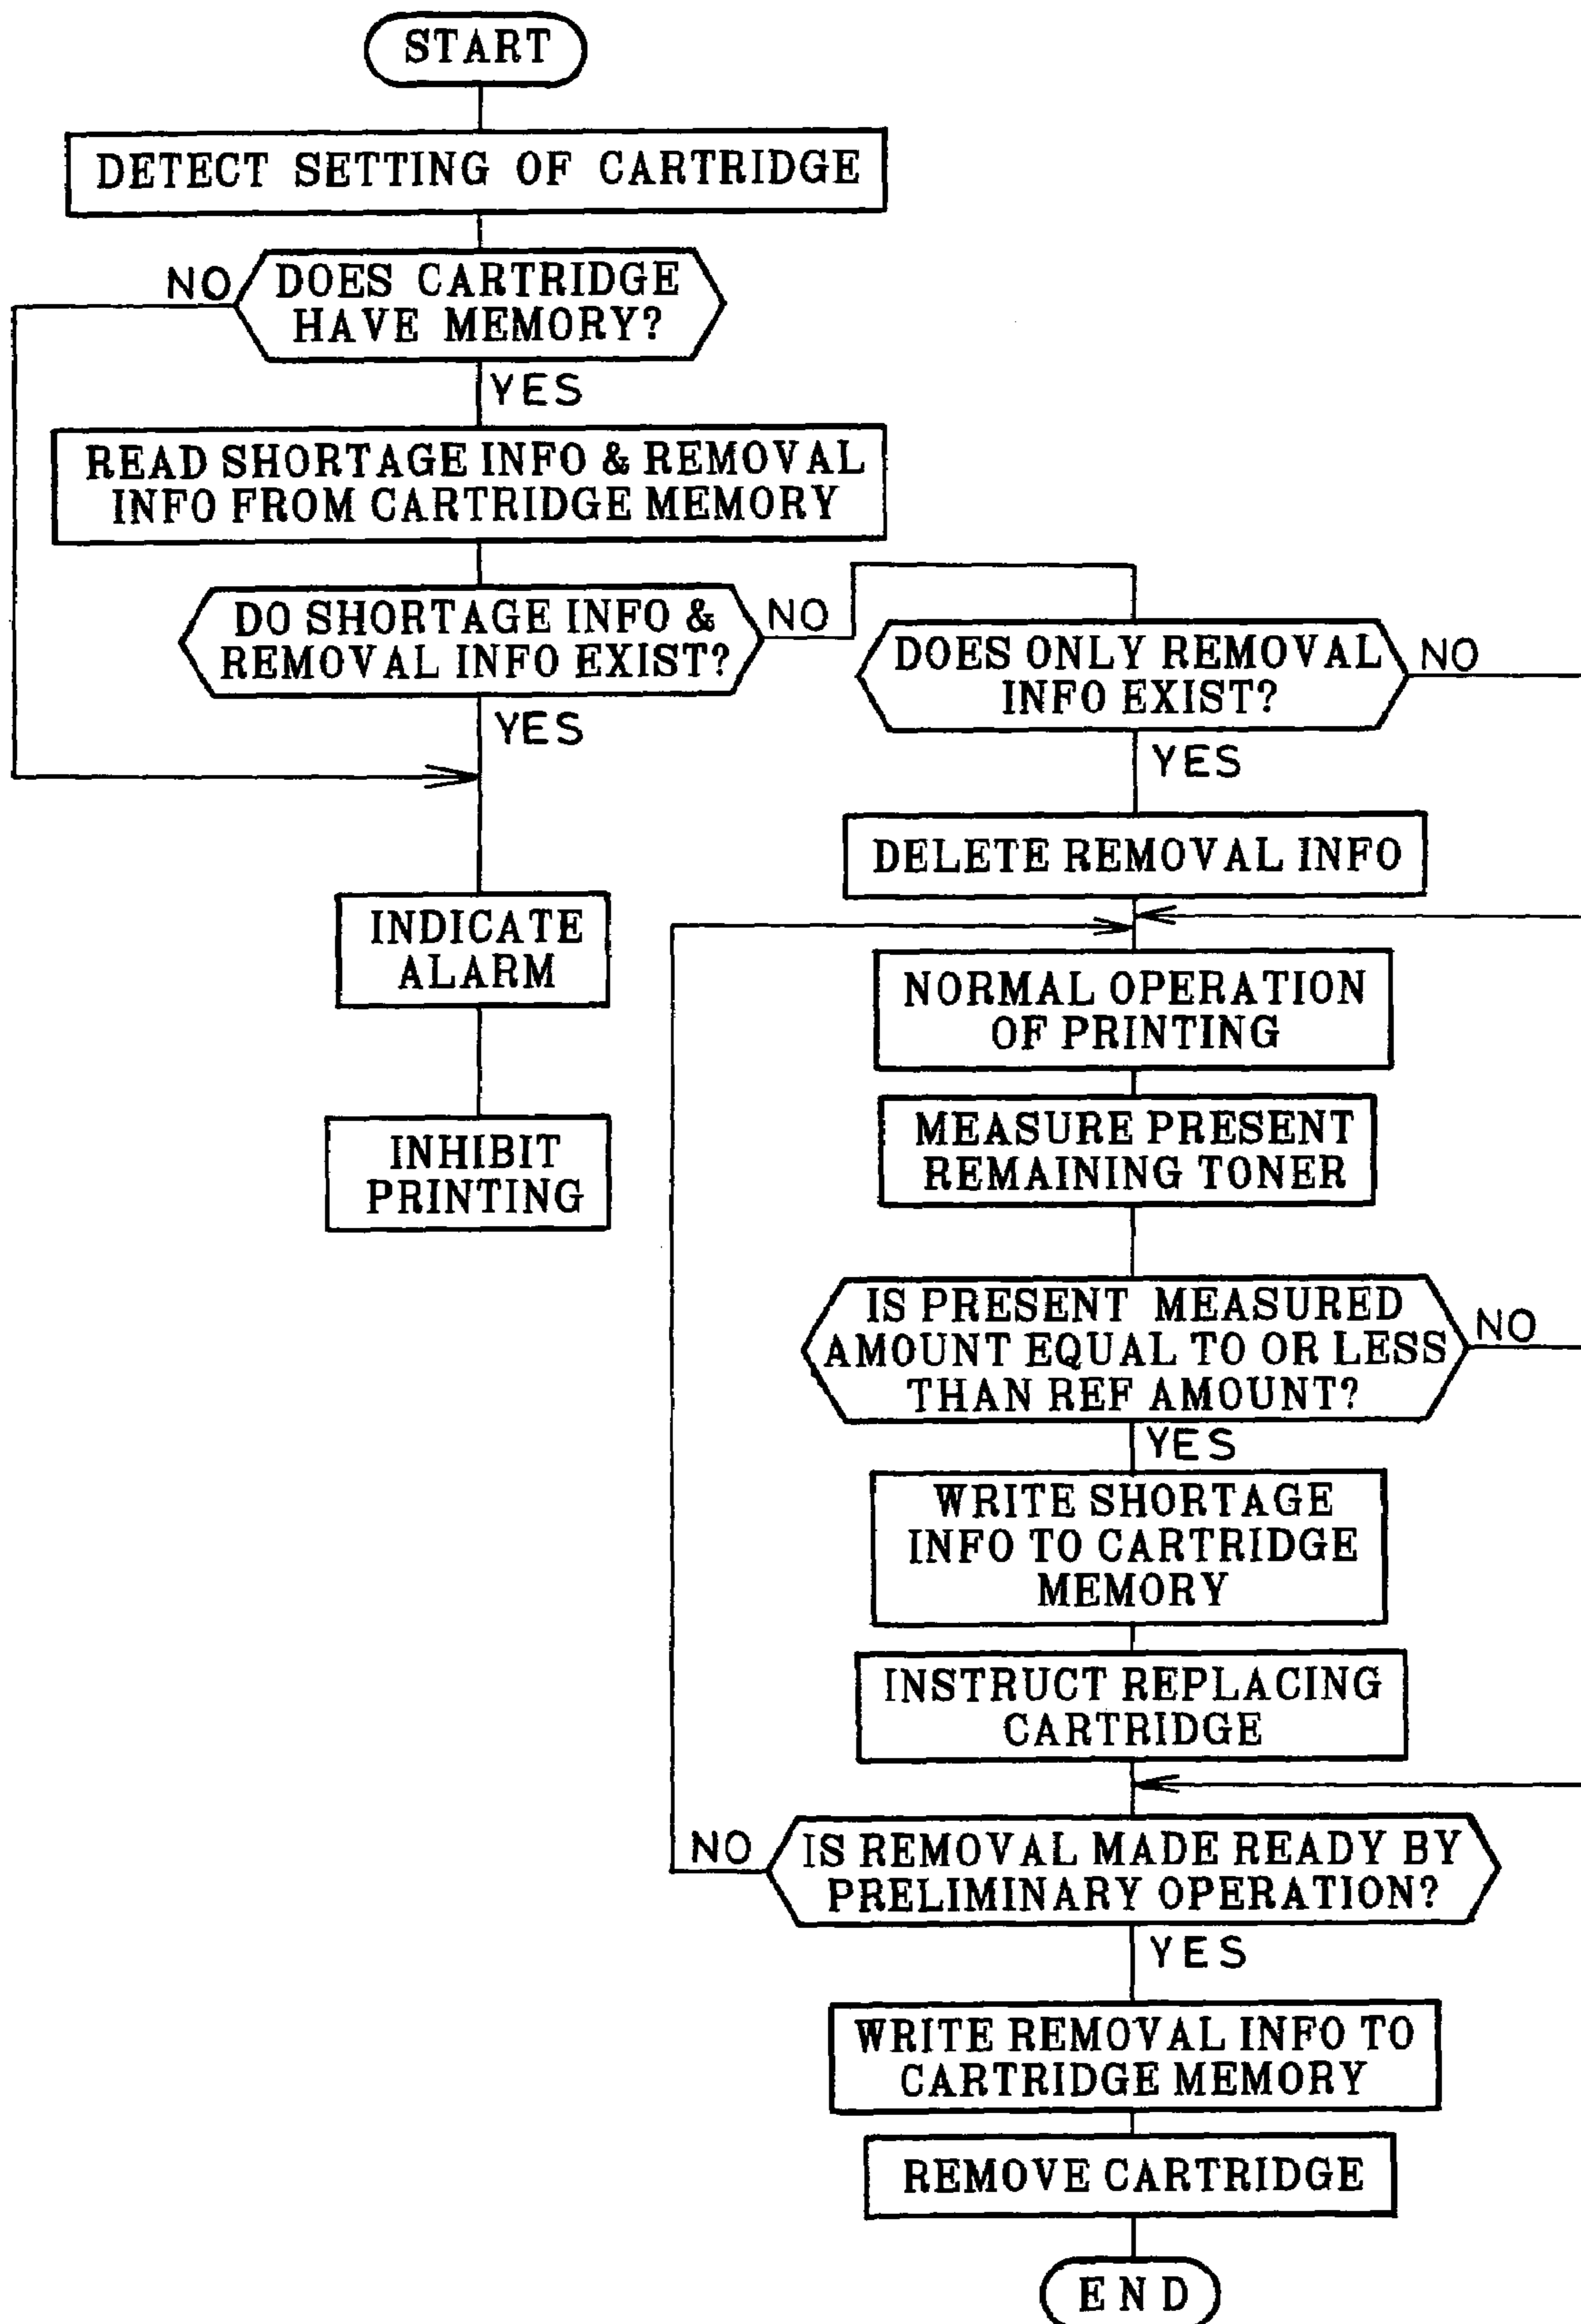 START
DETECT SETTING OF CARTRIDGE
NO
DOES CARTRIDGE
HAVE MEMORY?
YES
READ SHORTAGE INFO & REMOVAL
INFO FROM CARTRIDGE MEMORY
DO SHORTAGE INFO &
REMOVAL INFO EXIST?
NO
YES
DOES ONLY REMOVAL
INFO EXIST?
NO
YES
INDICATE
ALARM
INHIBIT
PRINTING
DELETE REMOVAL INFO
NORMAL OPERATION
OF PRINTING
MEASURE PRESENT
REMAINING TONER
IS PRESENT MEASURED
AMOUNT EQUAL TO OR LESS
THAN REF AMOUNT?
NO
YES
WRITE SHORTAGE
INFO TO CARTRIDGE
MEMORY
INSTRUCT REPLACING
CARTRIDGE
NO
IS REMOVAL MADE READY BY
PRELIMINARY OPERATION?
YES
WRITE REMOVAL INFO TO
CARTRIDGE MEMORY
REMOVE CARTRIDGE
END